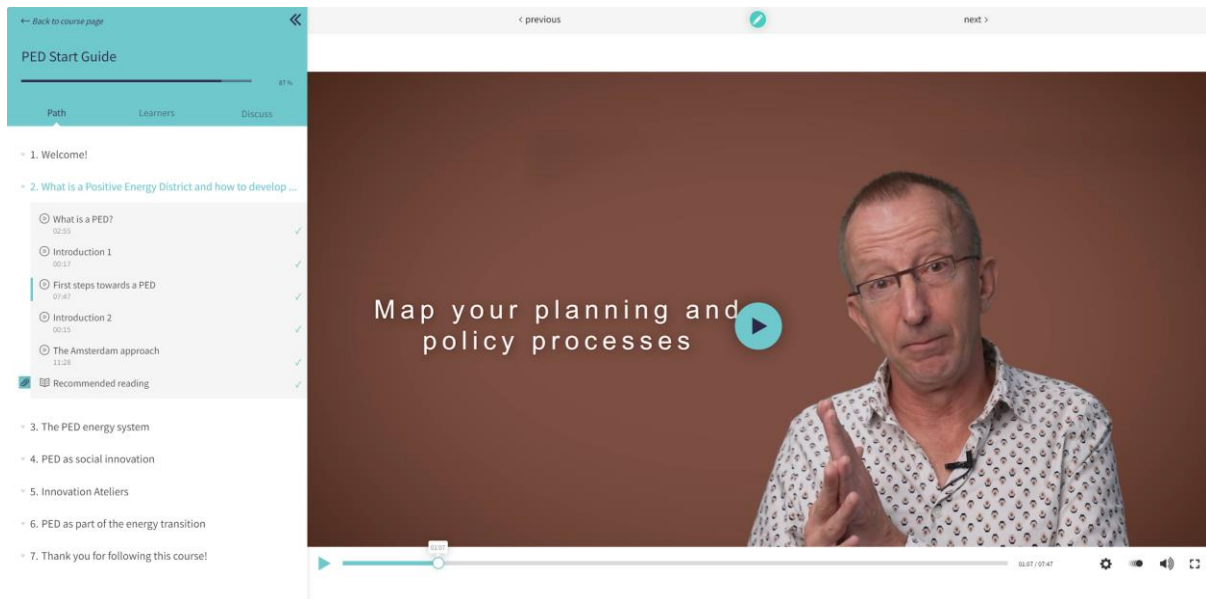 ← Back to course page
PED Start Guide
87 %
Path Learners Discuss
1. Welcome!
2. What is a Positive Energy District and how to develop ...
What is a PED?
02:55
Introduction 1
00:17
First steps towards a PED
07:47
Introduction 2
00:15
The Amsterdam approach
11:28
Recommended reading
3. The PED energy system
4. PED as social innovation
5. Innovation Ateliers
6. PED as part of the energy transition
7. Thank you for following this course!
< previous next >
Map your planning and
policy processes
01:07
01:07 / 07:47